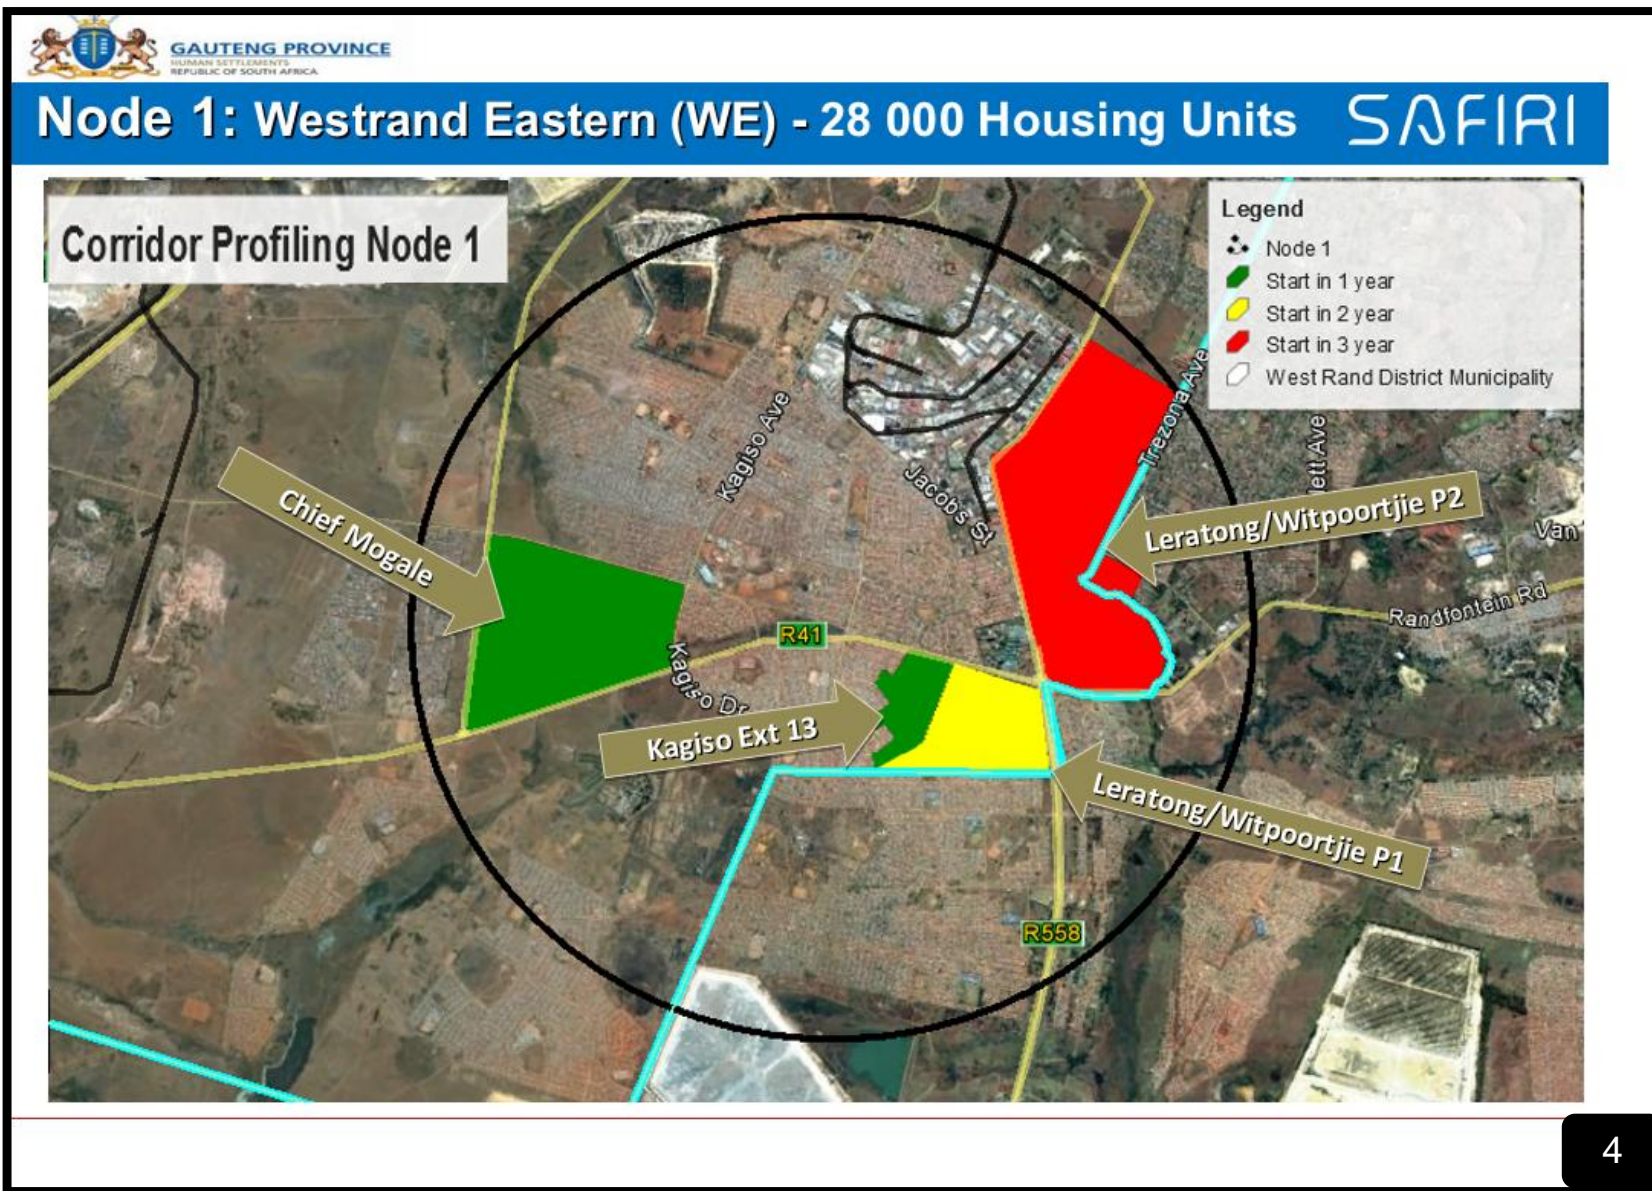 GAUTENG PROVINCE
HUMAN SETTLEMENTS
REPUBLIC OF SOUTH AFRICA
Node 1: Westrand Eastern (WE) - 28 000 Housing Units
SAFIRI
Corridor Profiling Node 1
Legend
Node 1
Start in 1 year
Start in 2 year
Start in 3 year
West Rand District Municipality
Trezona Ave
Kagiso Ave
Jacobs St
lett Ave
Chief Mogale
Leratong/Witpoortjie P2
Van
Randfontein Rd
R41
Kagiso Dr
Kagiso Ext 13
Leratong/Witpoortjie P1
R558
4